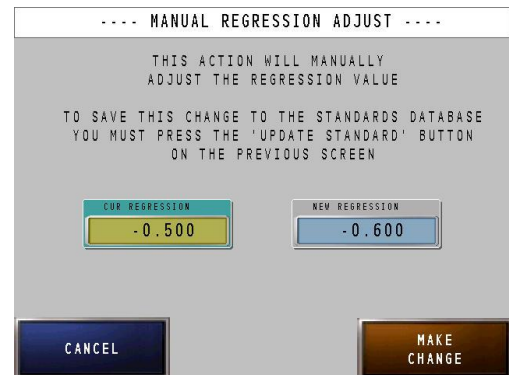 ---- MANUAL REGRESSION ADJUST ----
THIS ACTION WILL MANUALLY
ADJUST THE REGRESSION VALUE
TO SAVE THIS CHANGE TO THE STANDARDS DATABASE
YOU MUST PRESS THE 'UPDATE STANDARD' BUTTON
ON THE PREVIOUS SCREEN
CUR REGRESSION
-0.500
NEW REGRESSION
-0.600
CANCEL
MAKE
CHANGE